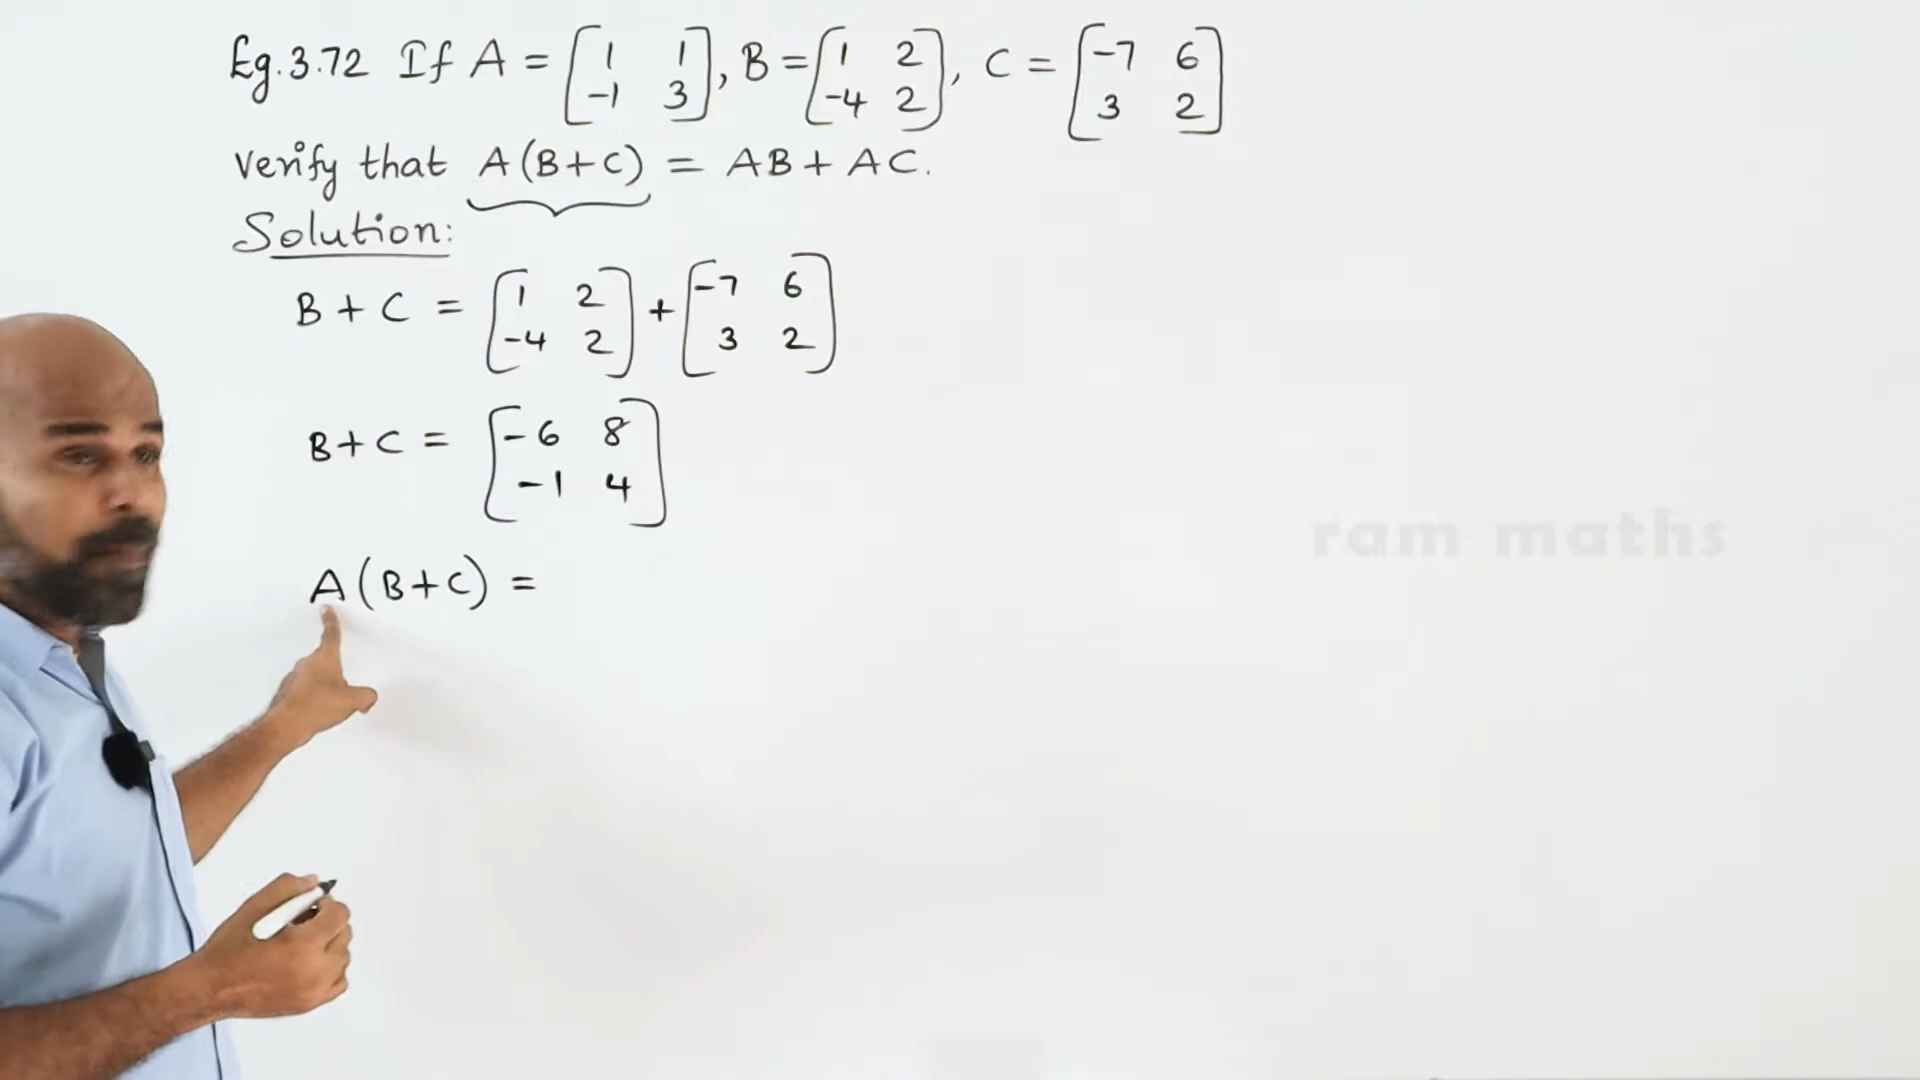 Eg.3.72 If A = [1 1], B = [1 2], C = [-7 6]
[-1 3] [-4 2] [3 2]
verify that A(B+C) = AB + AC.
Solution:
B + C = [1 2] + [-7 6]
[-4 2] [3 2]
B+C = [-6 8]
[-1 4]
A(B+C) =
ram maths